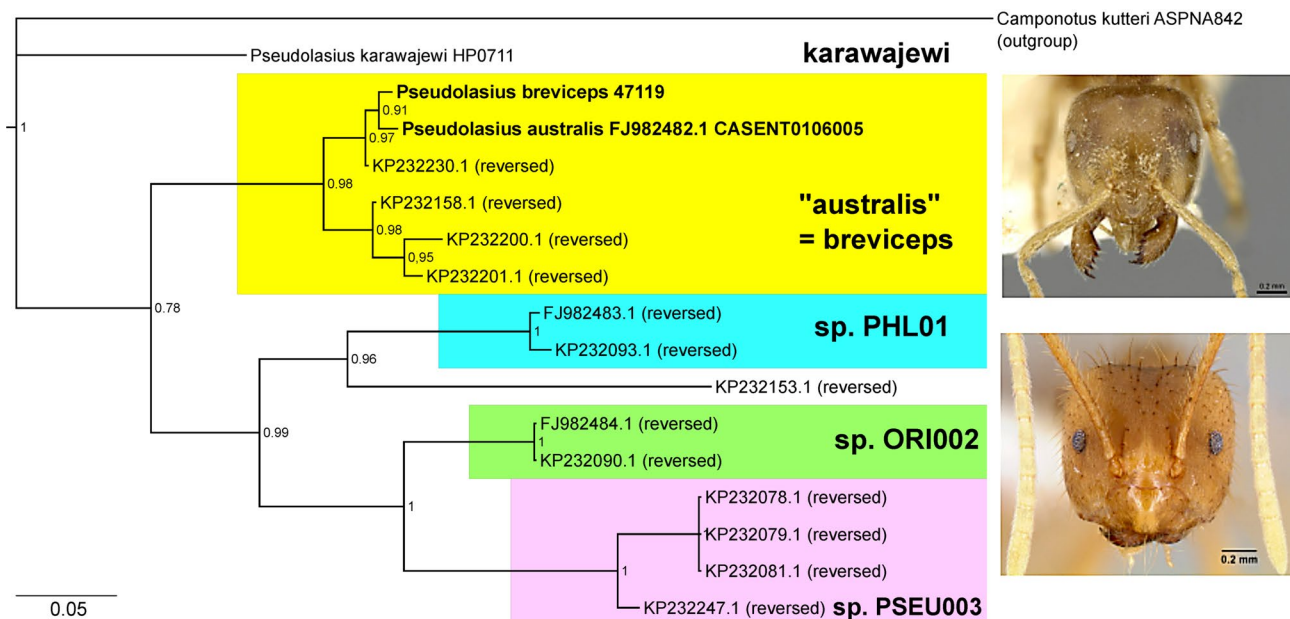 Camponotus kutteri ASPNA842
(outgroup)
Pseudolasius karawajewi HP0711
karawajewi
1
Pseudolasius breviceps 47119
0.91
Pseudolasius australis FJ982482.1 CASENT0106005
0.97
KP232230.1 (reversed)
0.98
KP232158.1 (reversed)
"australis"
= breviceps
0.98
KP232200.1 (reversed)
0,95
KP232201.1 (reversed)
0.2 mm
0.78
FJ982483.1 (reversed)
sp. PHL01
1
KP232093.1 (reversed)
0.96
KP232153.1 (reversed)
0.99
FJ982484.1 (reversed)
sp. ORI002
1
KP232090.1 (reversed)
1
KP232078.1 (reversed)
1
KP232079.1 (reversed)
KP232081.1 (reversed)
1
0.2 mm
KP232247.1 (reversed)
sp. PSEU003
0.05